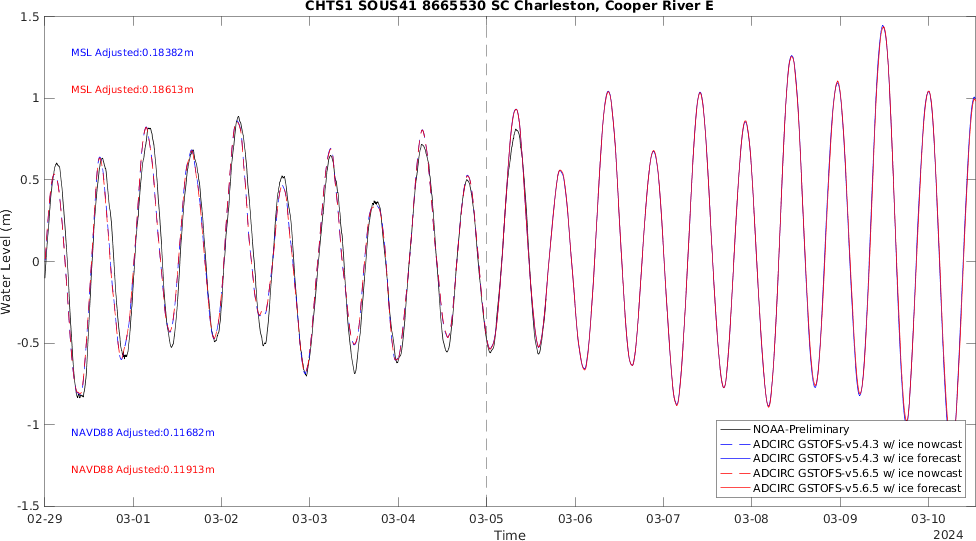 CHTS1 SOUS41 8665530 SC Charleston, Cooper River E
1.5
MSL Adjusted:0.18382m
MSL Adjusted:0.18613m
1
0.5
0
Water Level (m)
-0.5
-1
NAVD88 Adjusted:0.11682m
NAVD88 Adjusted:0.11913m
NOAA-Preliminary
ADCIRC GSTOFS-v5.4.3 w/ ice nowcast
ADCIRC GSTOFS-v5.4.3 w/ ice forecast
ADCIRC GSTOFS-v5.6.5 w/ ice nowcast
ADCIRC GSTOFS-v5.6.5 w/ ice forecast
-1.5
02-29 03-01 03-02 03-03 03-04 03-05 03-06 03-07 03-08 03-09 03-10
Time
2024